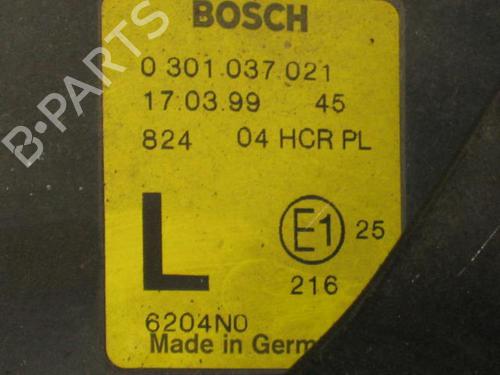 BOSCH
0 301 037 021
17.03.99 45
824 04 HCR PL
L E1 25
216
6204N0
Made in Germ
B-PARTS